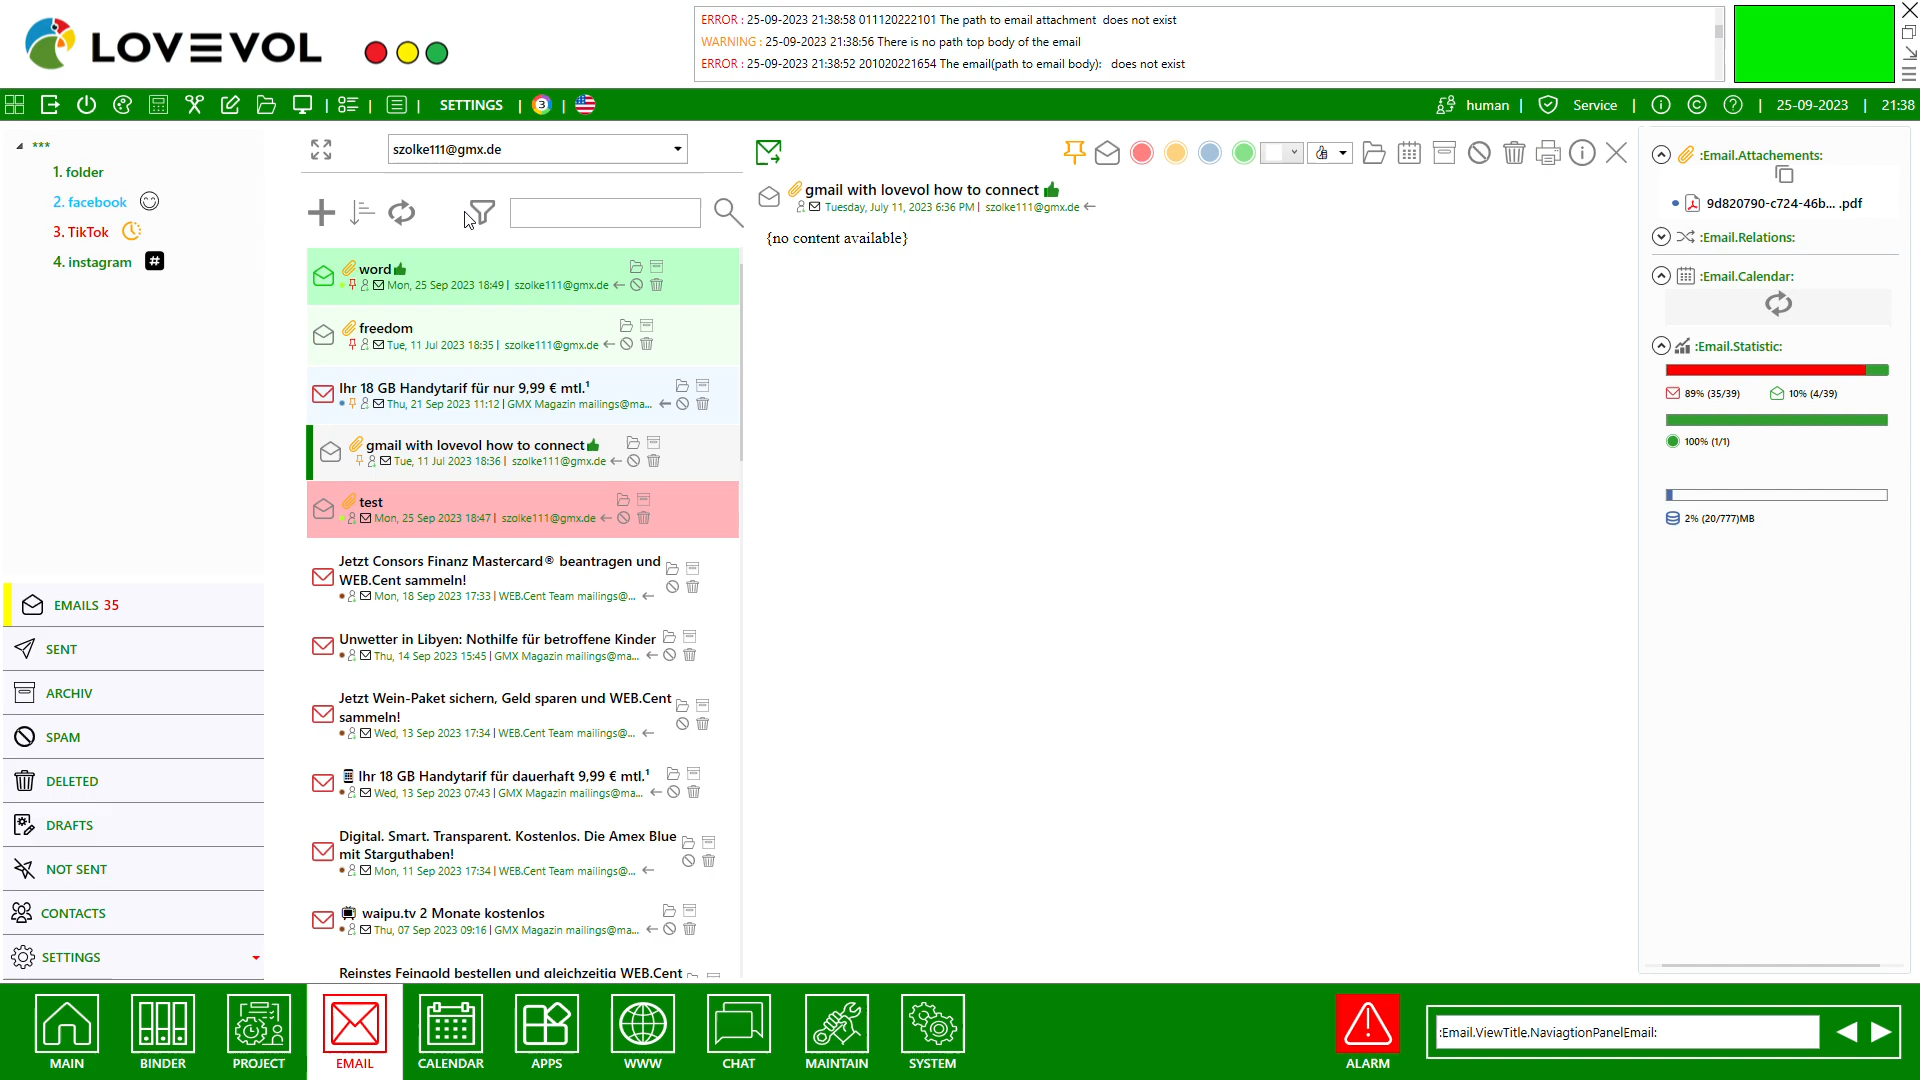 LOVEVOL
ERROR : 25-09-2023 21:38:58 011120222101 The path to email attachment does not exist
WARNING : 25-09-2023 21:38:56 There is no path top body of the email
ERROR : 25-09-2023 21:38:52 201020221654 The email(path to email body): does not exist
SETTINGS | 3 |
human | Service | 25-09-2023 | 21:38
***
1. folder
2. facebook
3. TikTok
4. instagram #
EMAILS 35
SENT
ARCHIV
SPAM
DELETED
DRAFTS
NOT SENT
CONTACTS
SETTINGS
szolke111@gmx.de
word
Mon, 25 Sep 2023 18:49 | szolke111@gmx.de
freedom
Tue, 11 Jul 2023 18:35 | szolke111@gmx.de
Ihr 18 GB Handytarif für nur 9,99 € mtl.¹
Thu, 21 Sep 2023 11:12 | GMX Magazin mailings@ma...
gmail with lovevol how to connect
Tue, 11 Jul 2023 18:36 | szolke111@gmx.de
test
Mon, 25 Sep 2023 18:47 | szolke111@gmx.de
Jetzt Consors Finanz Mastercard® beantragen und
WEB.Cent sammeln!
Mon, 18 Sep 2023 17:33 | WEB.Cent Team mailings@...
Unwetter in Libyen: Nothilfe für betroffene Kinder
Thu, 14 Sep 2023 15:45 | GMX Magazin mailings@ma...
Jetzt Wein-Paket sichern, Geld sparen und WEB.Cent
sammeln!
Wed, 13 Sep 2023 17:34 | WEB.Cent Team mailings@...
Ihr 18 GB Handytarif für dauerhaft 9,99 € mtl.¹
Wed, 13 Sep 2023 07:43 | GMX Magazin mailings@ma...
Digital. Smart. Transparent. Kostenlos. Die Amex Blue
mit Starguthaben!
Mon, 11 Sep 2023 17:34 | WEB.Cent Team mailings@...
waipu.tv 2 Monate kostenlos
Thu, 07 Sep 2023 09:16 | GMX Magazin mailings@ma...
Reinstes Feingold bestellen und gleichzeitig WEB.Cent
gmail with lovevol how to connect
Tuesday, July 11, 2023 6:36 PM | szolke111@gmx.de
{no content available}
:Email.Attachements:
9d820790-c724-46b... .pdf
:Email.Relations:
:Email.Calendar:
:Email.Statistic:
89% (35/39) 10% (4/39)
100% (1/1)
2% (20/777)MB
MAIN
BINDER
PROJECT
EMAIL
CALENDAR
APPS
WWW
CHAT
MAINTAIN
SYSTEM
ALARM
:Email.ViewTitle.NaviagtionPanelEmail: